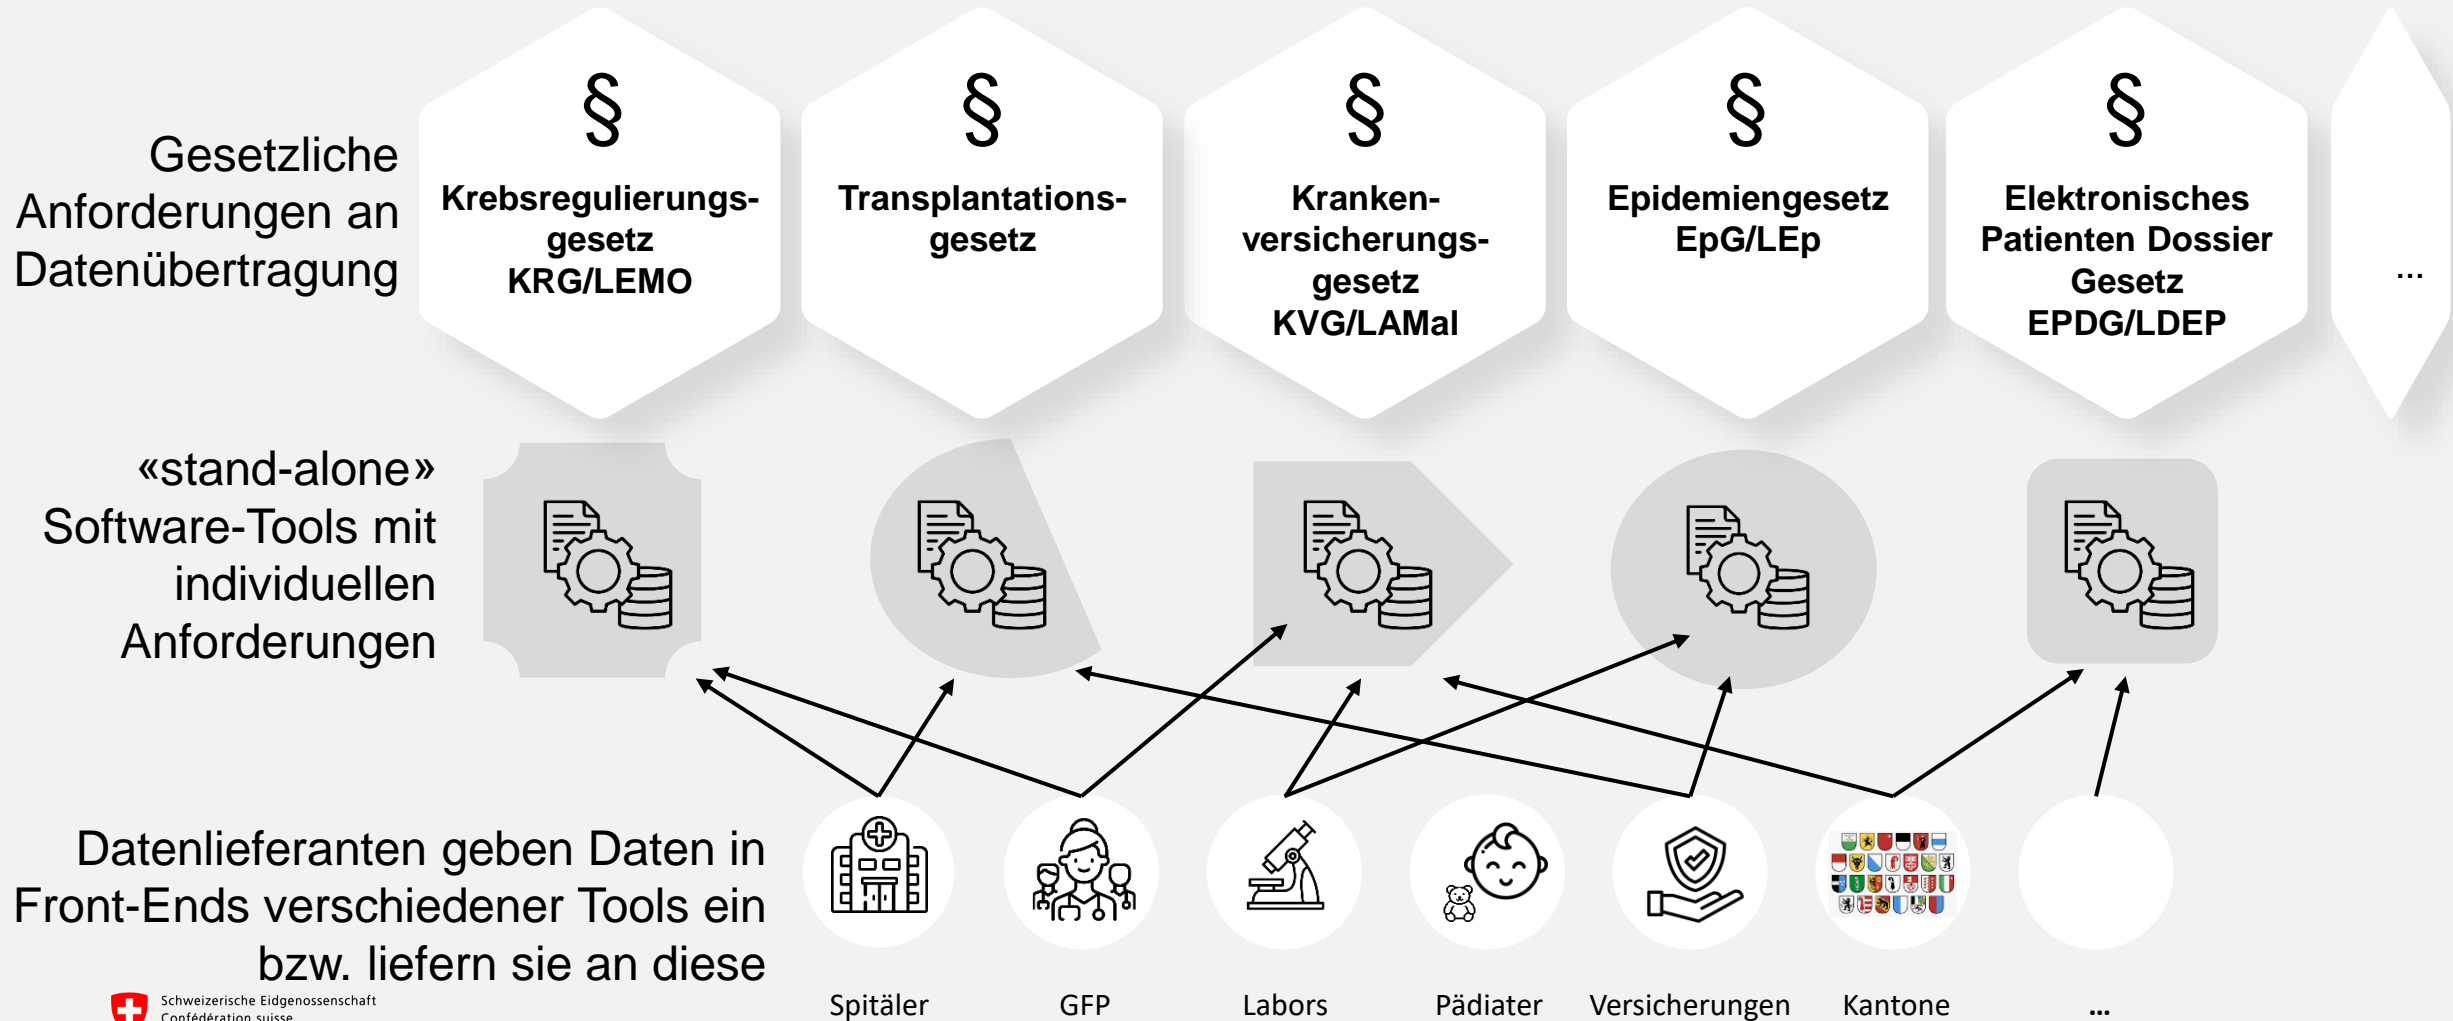 Gesetzliche
Anforderungen an
Datenübertragung
§
Krebsregulierungs-
gesetz
KRG/LEMO
§
Transplantations-
gesetz
§
Kranken-
versicherungs-
gesetz
KVG/LAMal
§
Epidemiengesetz
EpG/LEp
§
Elektronisches
Patienten Dossier
Gesetz
EPDG/LDEP
...
«stand-alone»
Software-Tools mit
individuellen
Anforderungen
Datenlieferanten geben Daten in
Front-Ends verschiedener Tools ein
bzw. liefern sie an diese
Spitäler
GFP
Labors
Pädiater
Versicherungen
Kantone
...
Schweizerische Eidgenossenschaft
Confédération suisse